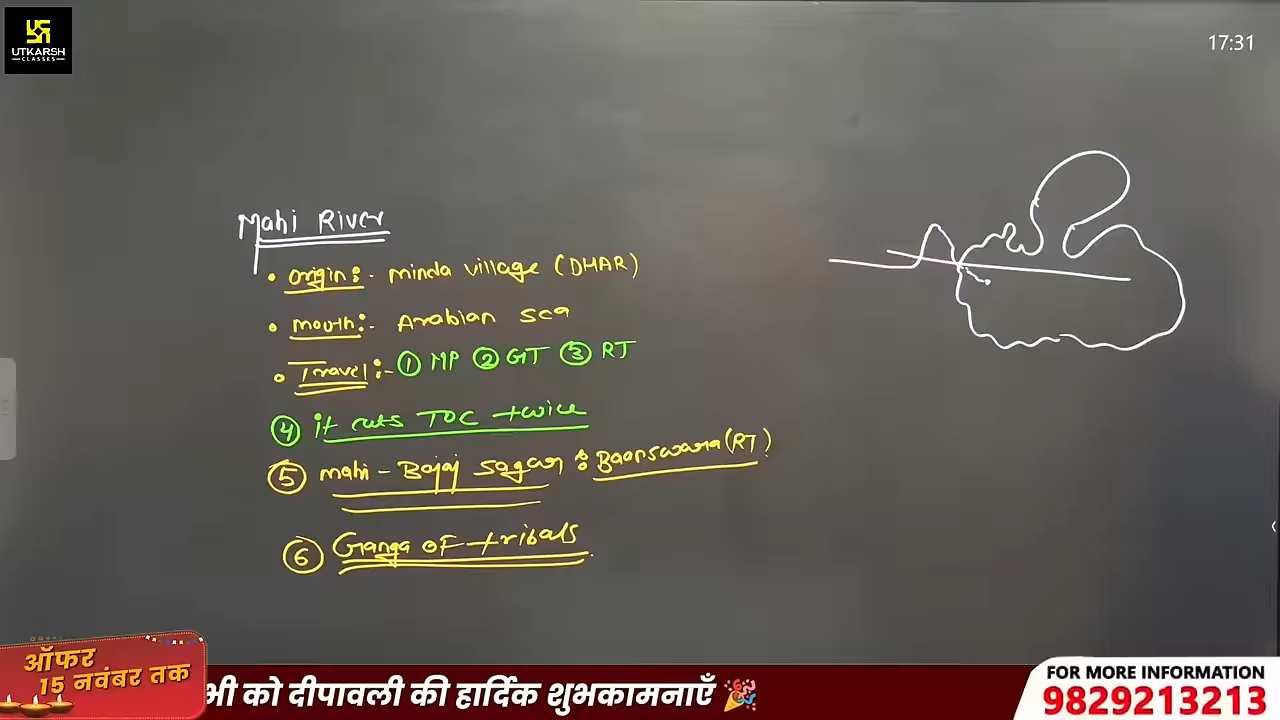 UTKARSH
CLASSES
17:31
Mahi River
• Origin:- Minda village (DHAR)
• Mouth:- Arabian sea
• Travel:- ① MP ② GT ③ RJ
④ it cuts TOC twice
⑤ mahi - Bajaj sagar : Baanswara (RJ)
⑥ Ganga OF tribals
ऑफर
15 नवंबर तक
भी को दीपावली की हार्दिक शुभकामनाएँ 🎉
FOR MORE INFORMATION
9829213213